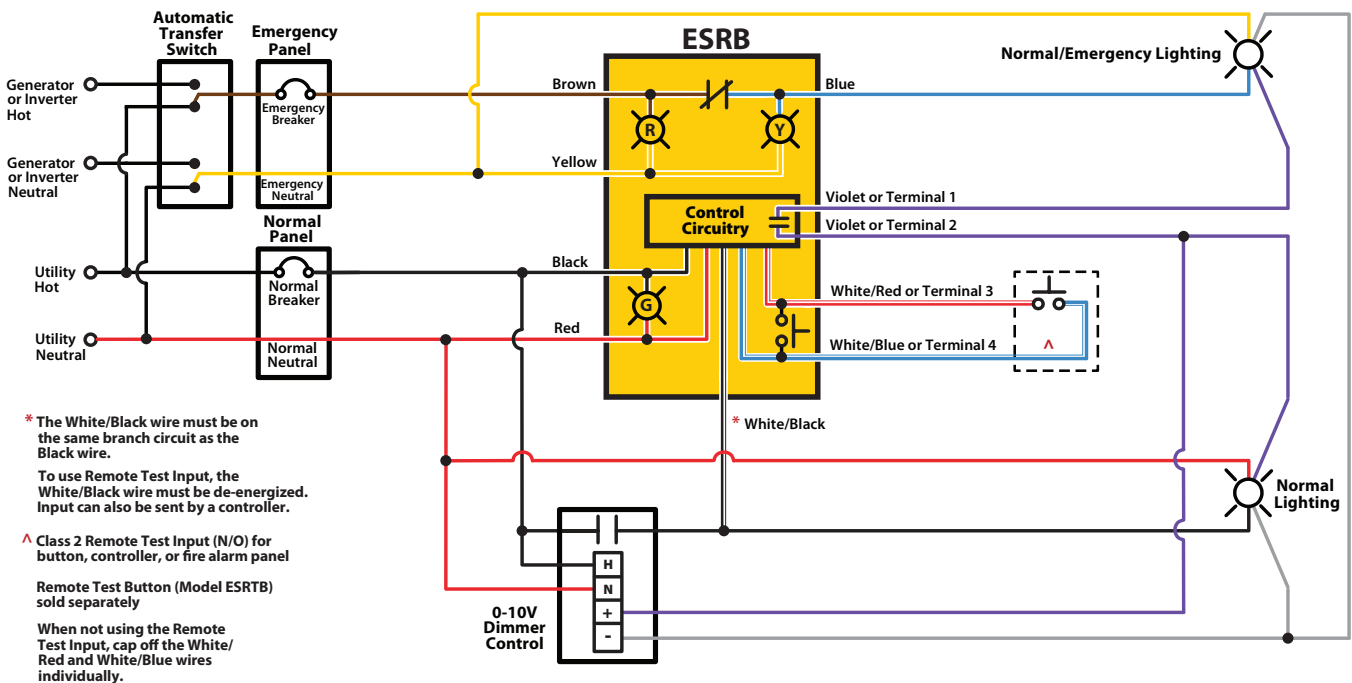 Automatic
Transfer
Switch
Emergency
Panel
ESRB
Normal/Emergency Lighting
Generator
or Inverter
Hot
Brown
Blue
Emergency
Breaker
R
Y
Generator
or Inverter
Neutral
Yellow
Emergency
Neutral
Violet or Terminal 1
Control
Circuitry
Violet or Terminal 2
Normal
Panel
Utility
Hot
Black
Normal
Breaker
White/Red or Terminal 3
G
Red
Utility
Neutral
Normal
Neutral
White/Blue or Terminal 4
^
* White/Black
* The White/Black wire must be on
the same branch circuit as the
Black wire.
To use Remote Test Input, the
White/Black wire must be de-energized.
Input can also be sent by a controller.
^ Class 2 Remote Test Input (N/O) for
button, controller, or fire alarm panel
Remote Test Button (Model ESRTB)
sold separately
When not using the Remote
Test Input, cap off the White/
Red and White/Blue wires
individually.
Normal
Lighting
0-10V
Dimmer
Control
H
N
+
-